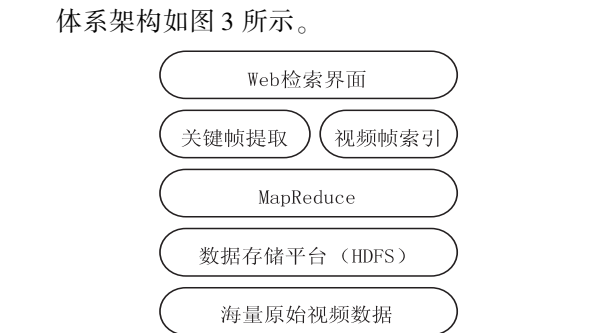 体系架构如图 3 所示。
Web检索界面
关键帧提取 视频帧索引
MapReduce
数据存储平台（HDFS）
海量原始视频数据